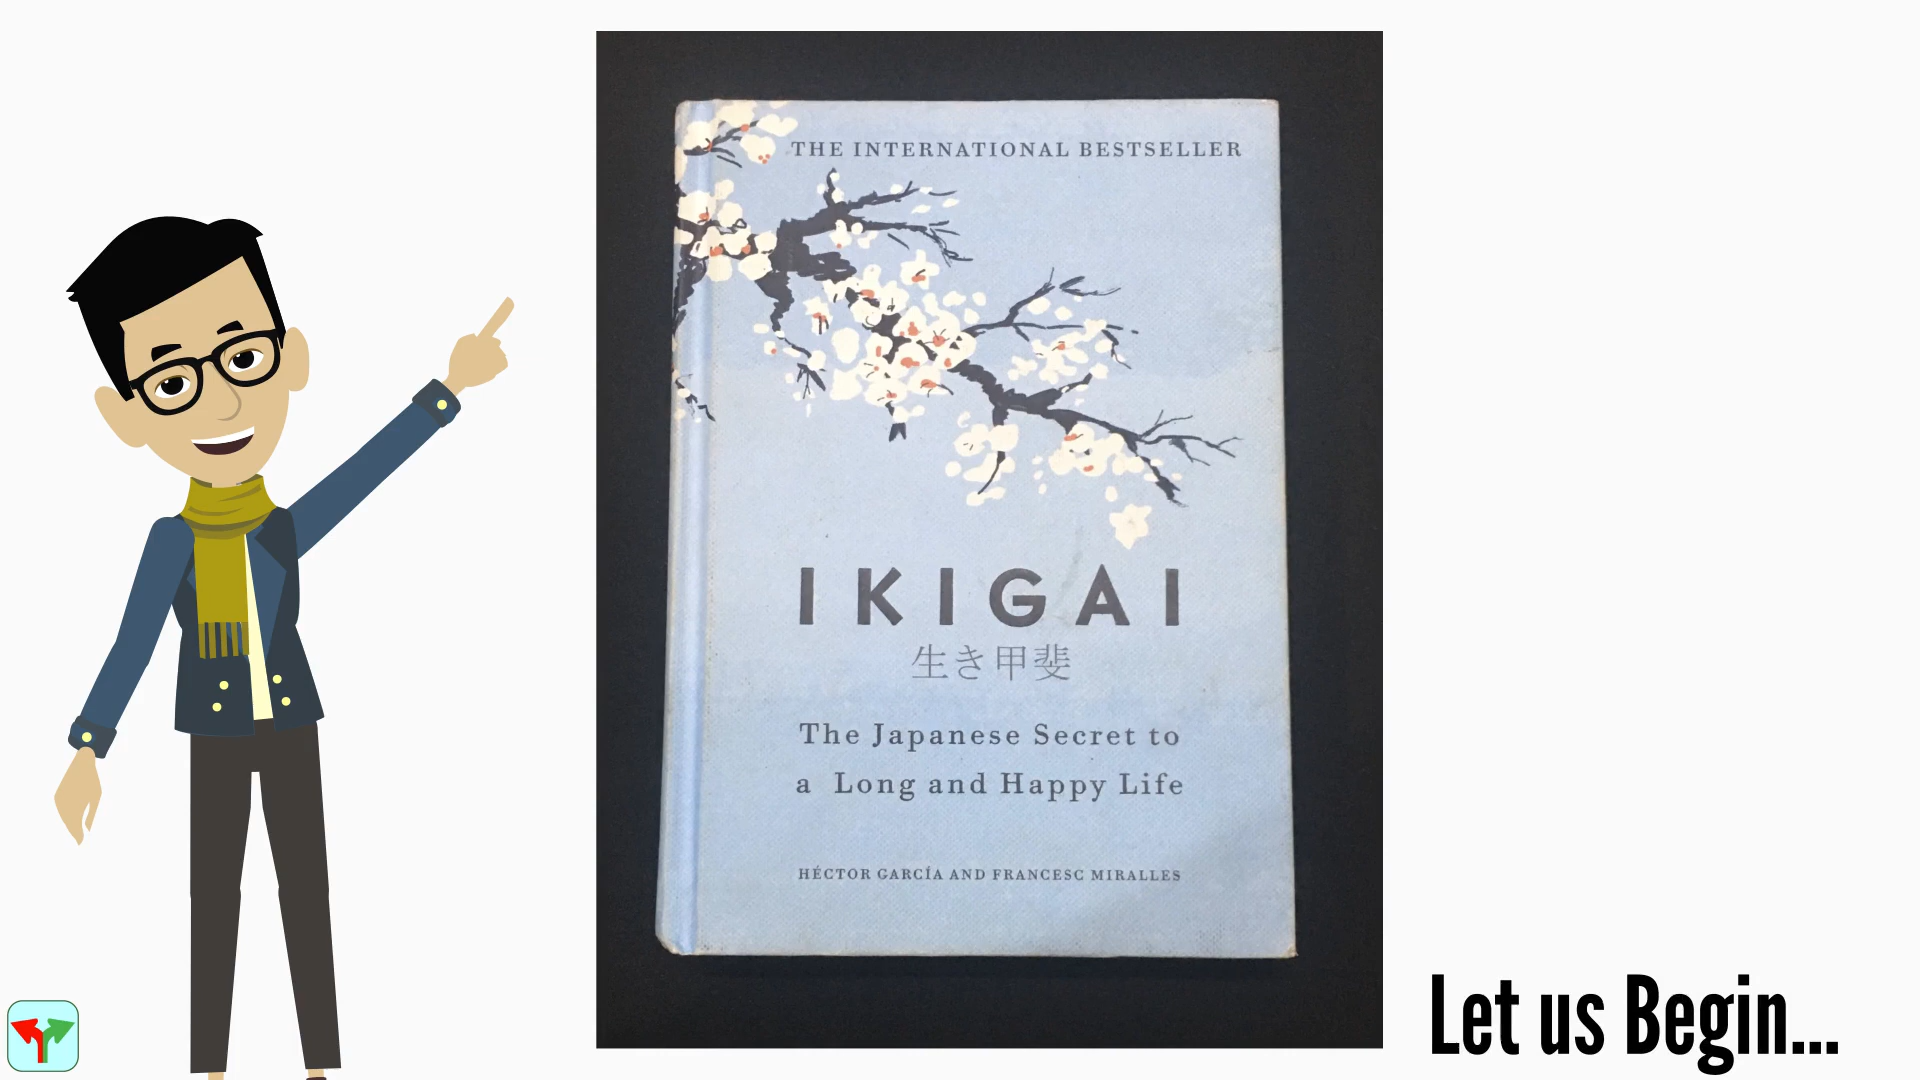 THE INTERNATIONAL BESTSELLER
IKIGAI
生き甲斐
The Japanese Secret to
a Long and Happy Life
HÉCTOR GARCÍA AND FRANCESC MIRALLES
Let us Begin...